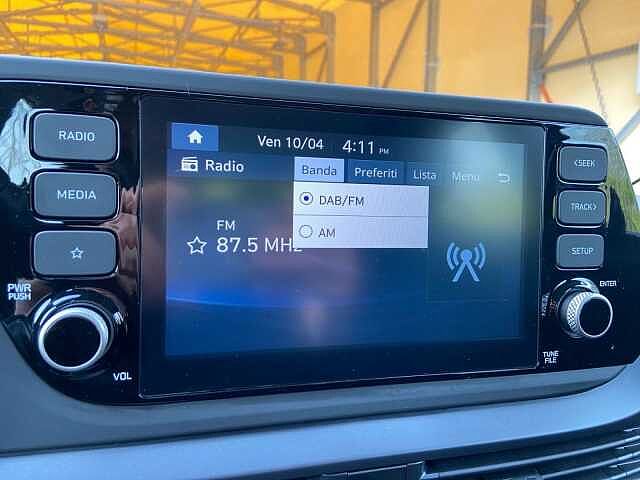 RADIO
MEDIA
PWR
PUSH
VOL
Ven 10/04 4:11 PM
Radio Banda Preferiti Lista Menu
DAB/FM
AM
FM
87.5 MHz
<SEEK
TRACK>
SETUP
ENTER
TUNE
FILE